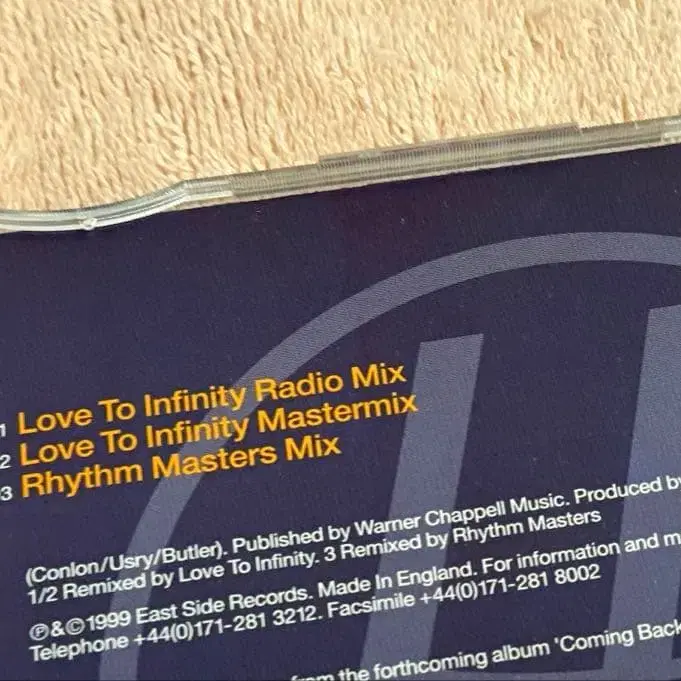 1 Love To Infinity Radio Mix
2 Love To Infinity Mastermix
3 Rhythm Masters Mix
(Conlon/Usry/Butler). Published by Warner Chappell Music. Produced by
1/2 Remixed by Love To Infinity. 3 Remixed by Rhythm Masters
℗&©1999 East Side Records. Made In England. For information and
Telephone +44(0)171-281 3212. Facsimile +44(0)171-281 8002
from the forthcoming album 'Coming Back